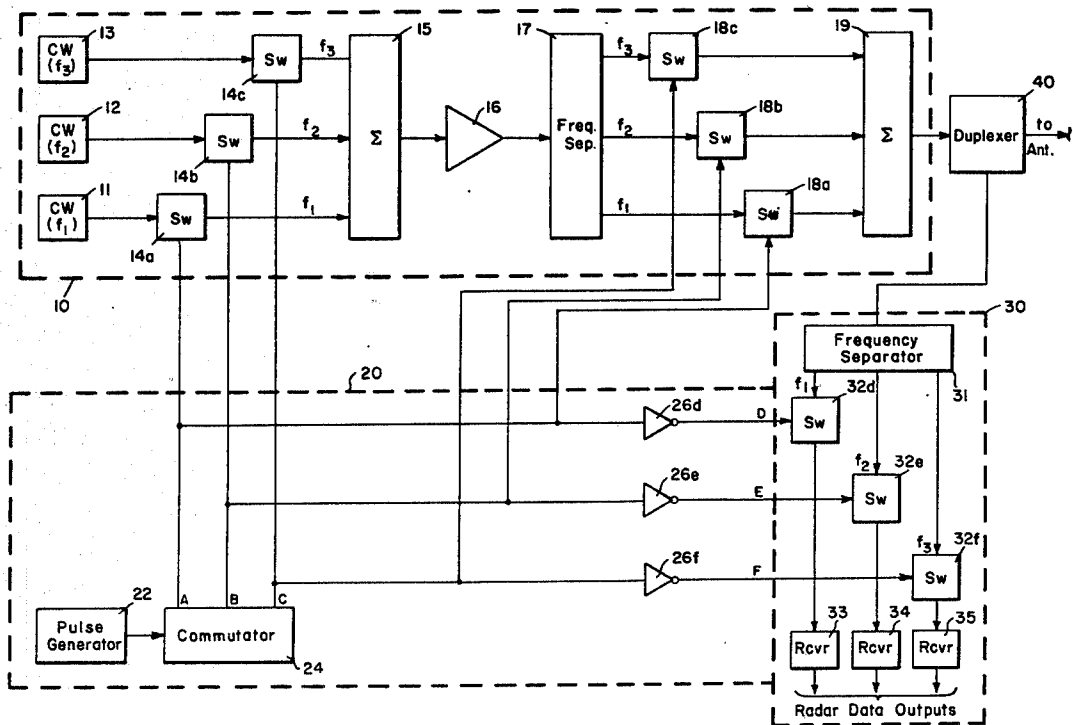 13
CW
(f3)
Sw
14c
f3
15
Σ
12
CW
(f2)
Sw
14b
f2
11
CW
(f1)
Sw
14a
f1
16
17
Freq.
Sep.
f3
18c
Sw
f2
18b
Sw
f1
18a
Sw
19
Σ
40
Duplexer
to
Ant.
10
20
30
Frequency
Separator
31
f1
32d
Sw
26d
D
f2
32e
Sw
26e
E
f3
32f
Sw
26f
F
22
Pulse
Generator
A
B
C
Commutator
24
33
Rcvr
34
Rcvr
35
Rcvr
Radar Data Outputs